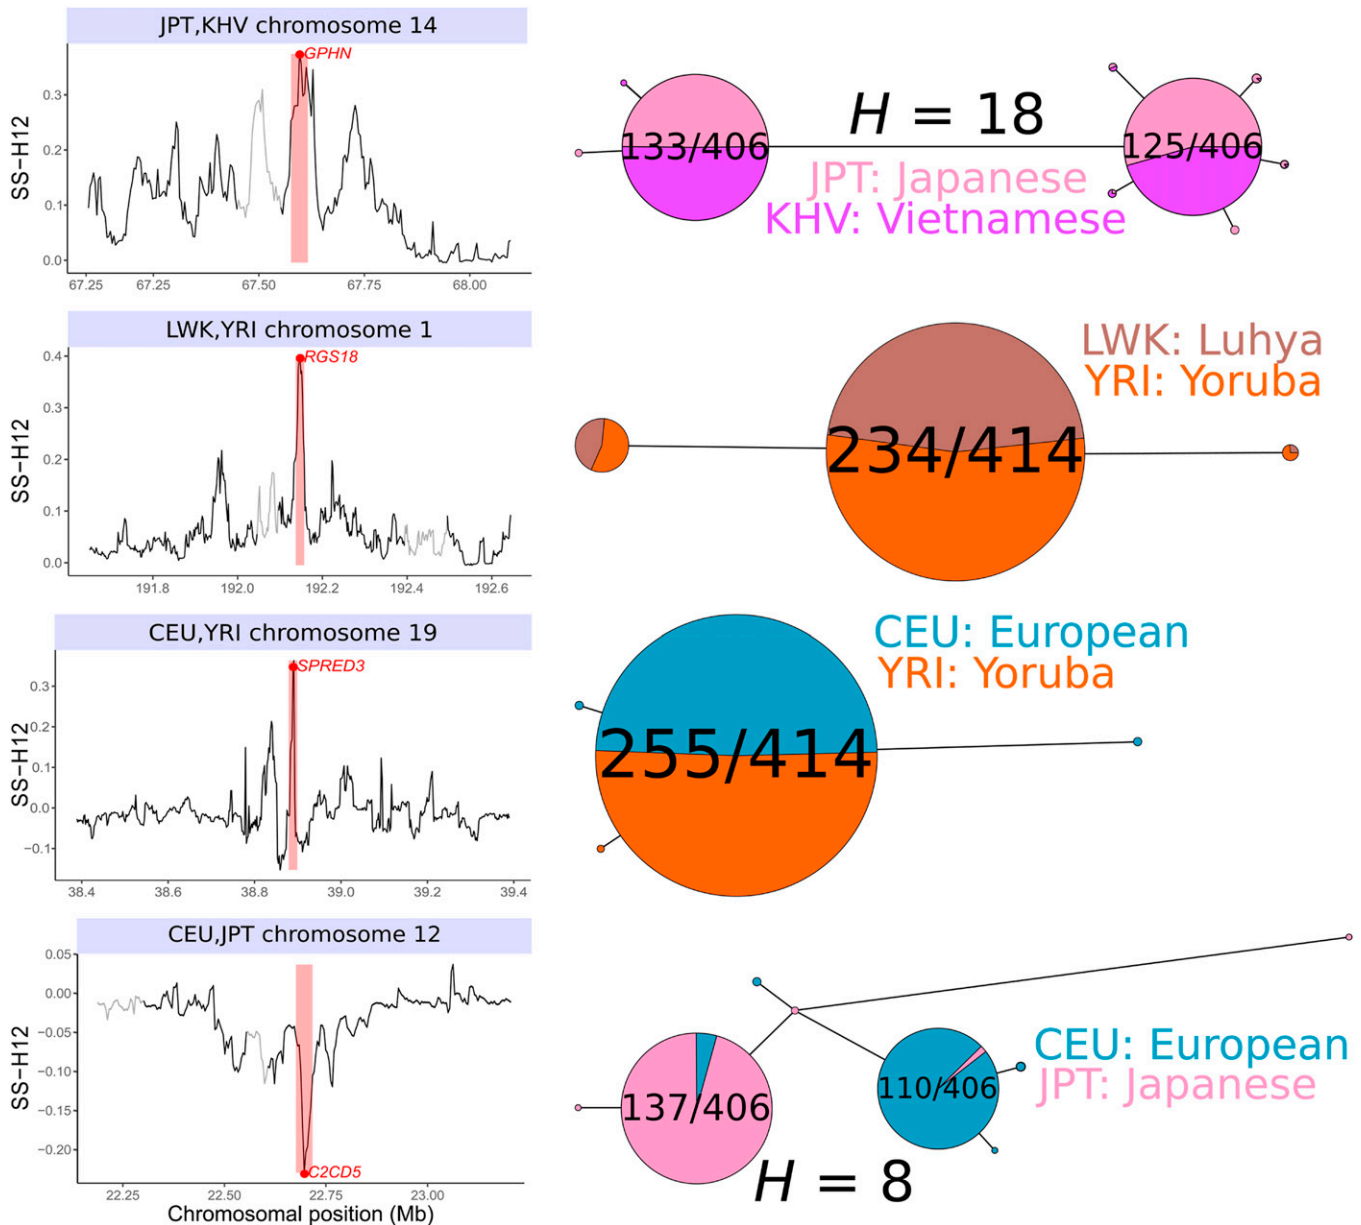 JPT,KHV chromosome 14
GPHN
SS−H12
0.3
0.2
0.1
0.0
67.25
67.25
67.50
67.75
68.00
133/406
H = 18
125/406
JPT: Japanese
KHV: Vietnamese
LWK,YRI chromosome 1
RGS18
SS−H12
0.4
0.3
0.2
0.1
0.0
191.8
192.0
192.2
192.4
192.6
LWK: Luhya
YRI: Yoruba
234/414
CEU,YRI chromosome 19
SPRED3
SS−H12
0.3
0.2
0.1
0.0
−0.1
38.4
38.6
38.8
39.0
39.2
39.4
CEU: European
YRI: Yoruba
255/414
CEU,JPT chromosome 12
C2CD5
SS−H12
0.05
0.00
−0.05
−0.10
−0.15
−0.20
22.25
22.50
22.75
23.00
Chromosomal position (Mb)
137/406
110/406
CEU: European
JPT: Japanese
H = 8